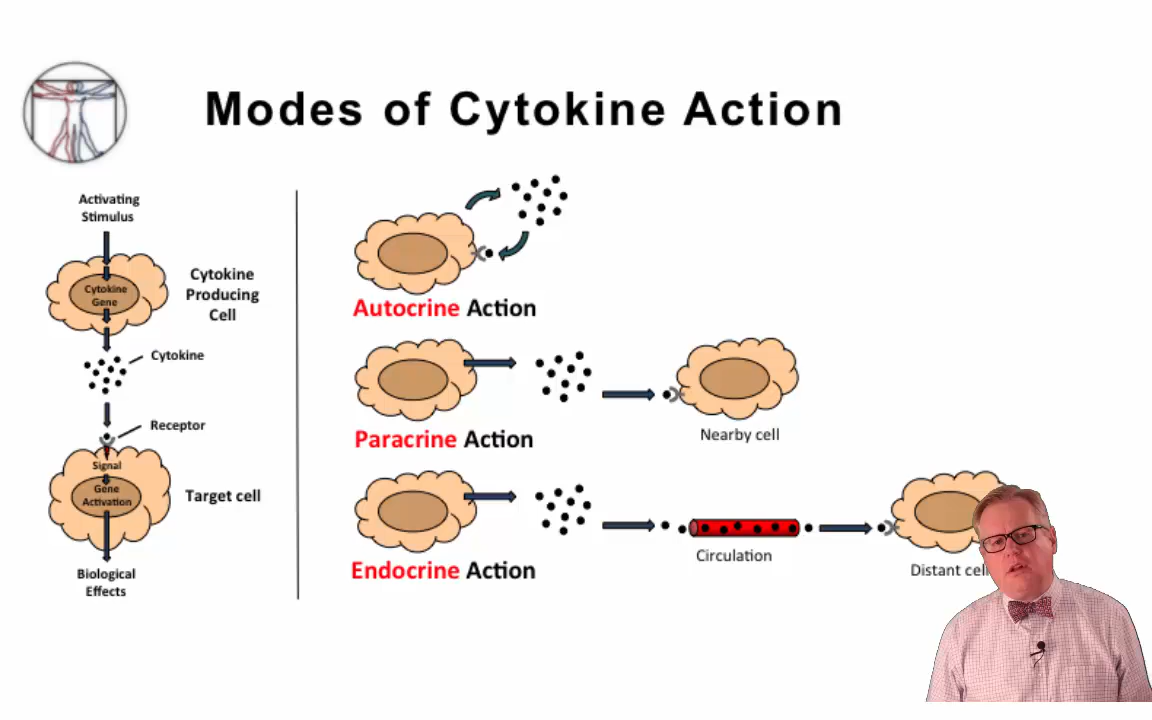 Modes of Cytokine Action
Activating
Stimulus
Cytokine
Gene
Cytokine
Producing
Cell
Cytokine
Receptor
Signal
Gene
Activation
Target cell
Biological
Effects
Autocrine Action
Paracrine Action
Nearby cell
Endocrine Action
Circulation
Distant cell